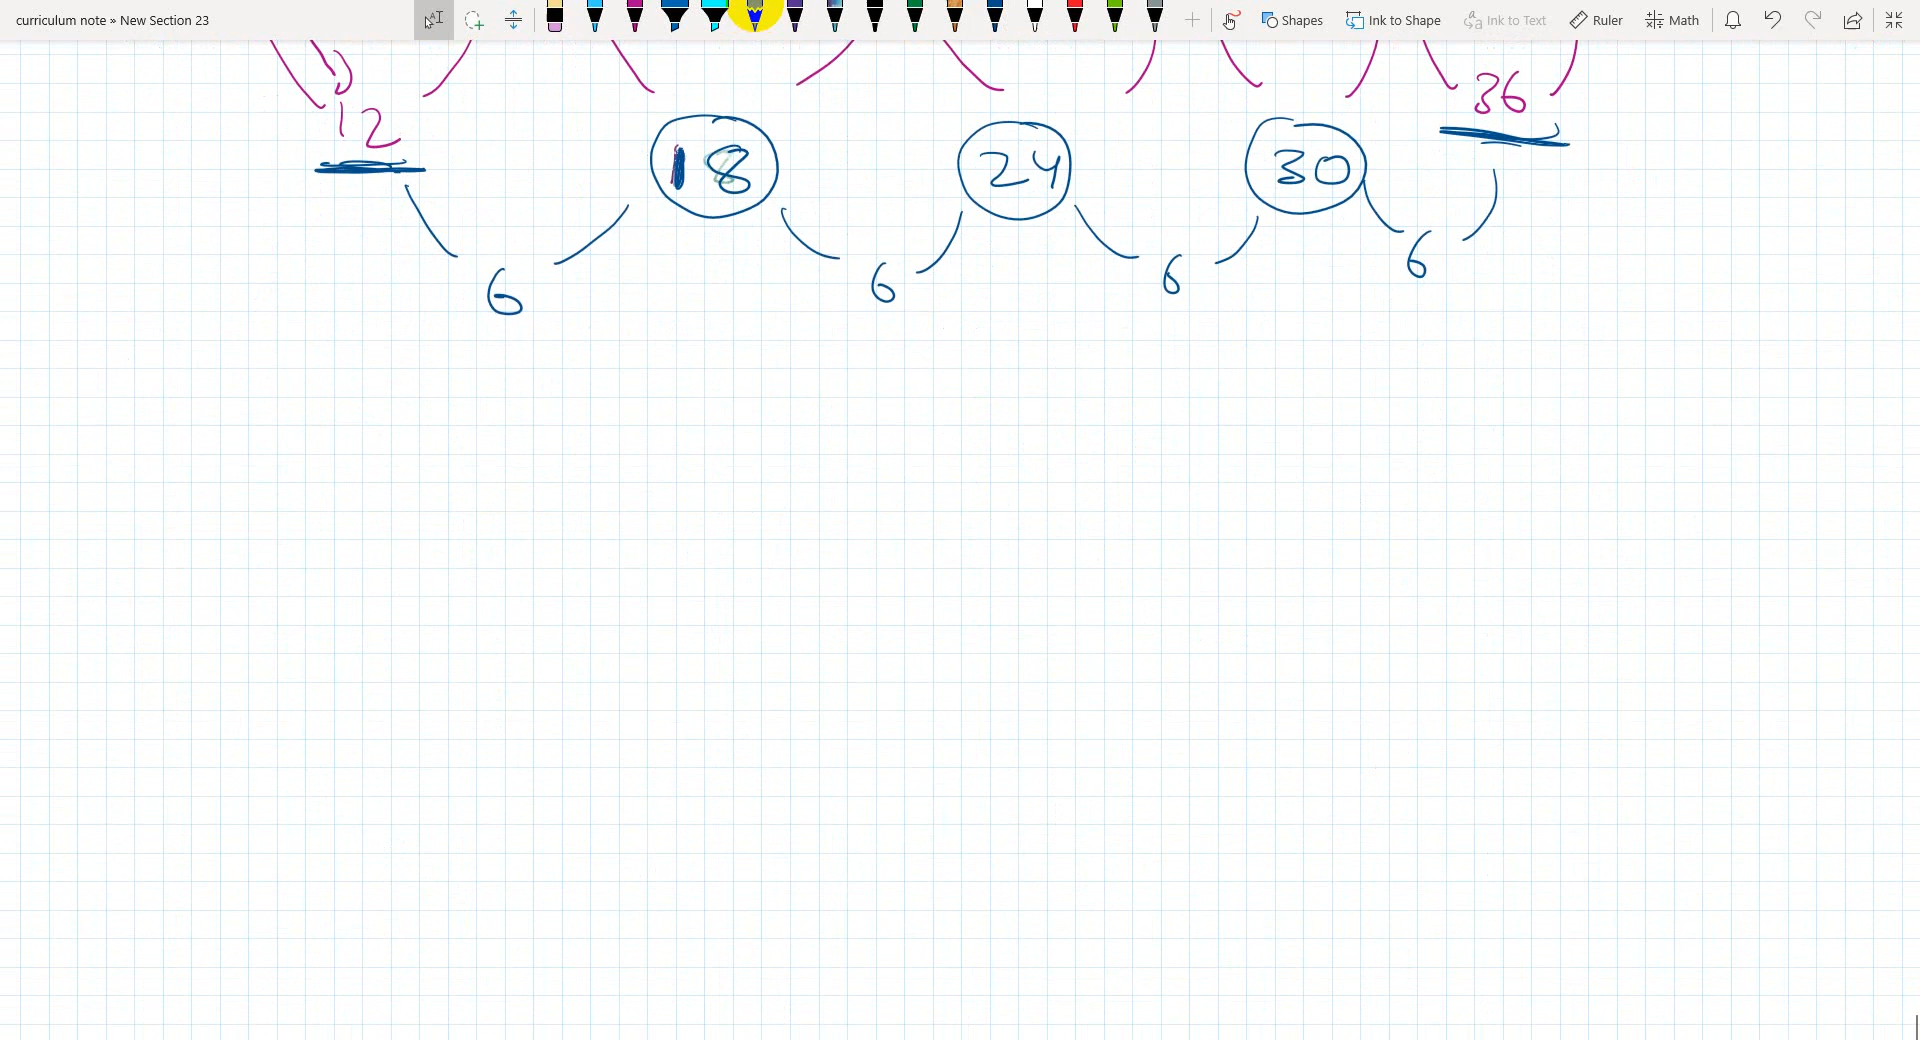 curriculum note » New Section 23
Shapes
Ink to Shape
Ink to Text
Ruler
Math
12
36
18
24
30
6
6
6
6